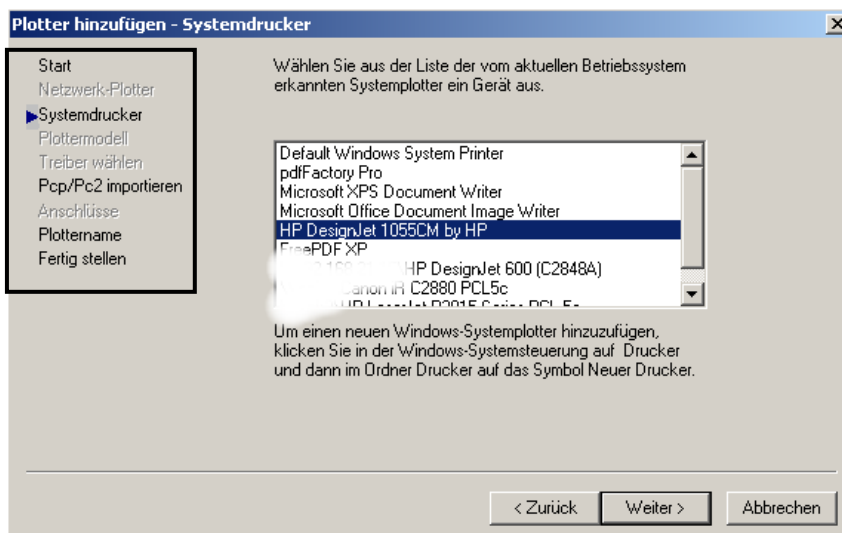 Plotter hinzufügen - Systemdrucker
Start
Netzwerk-Plotter
Systemdrucker
Plottermodell
Treiber wählen
Pcp/Pc2 importieren
Anschlüsse
Plottername
Fertig stellen
Wählen Sie aus der Liste der vom aktuellen Betriebssystem
erkannten Systemplotter ein Gerät aus.
Default Windows System Printer
pdfFactory Pro
Microsoft XPS Document Writer
Microsoft Office Document Image Writer
HP DesignJet 1055CM by HP
FreePDF XP
HP DesignJet 600 (C2848A)
iR C2880 PCL5c
Um einen neuen Windows-Systemplotter hinzuzufügen,
klicken Sie in der Windows-Systemsteuerung auf Drucker
und dann im Ordner Drucker auf das Symbol Neuer Drucker.
< Zurück
Weiter >
Abbrechen